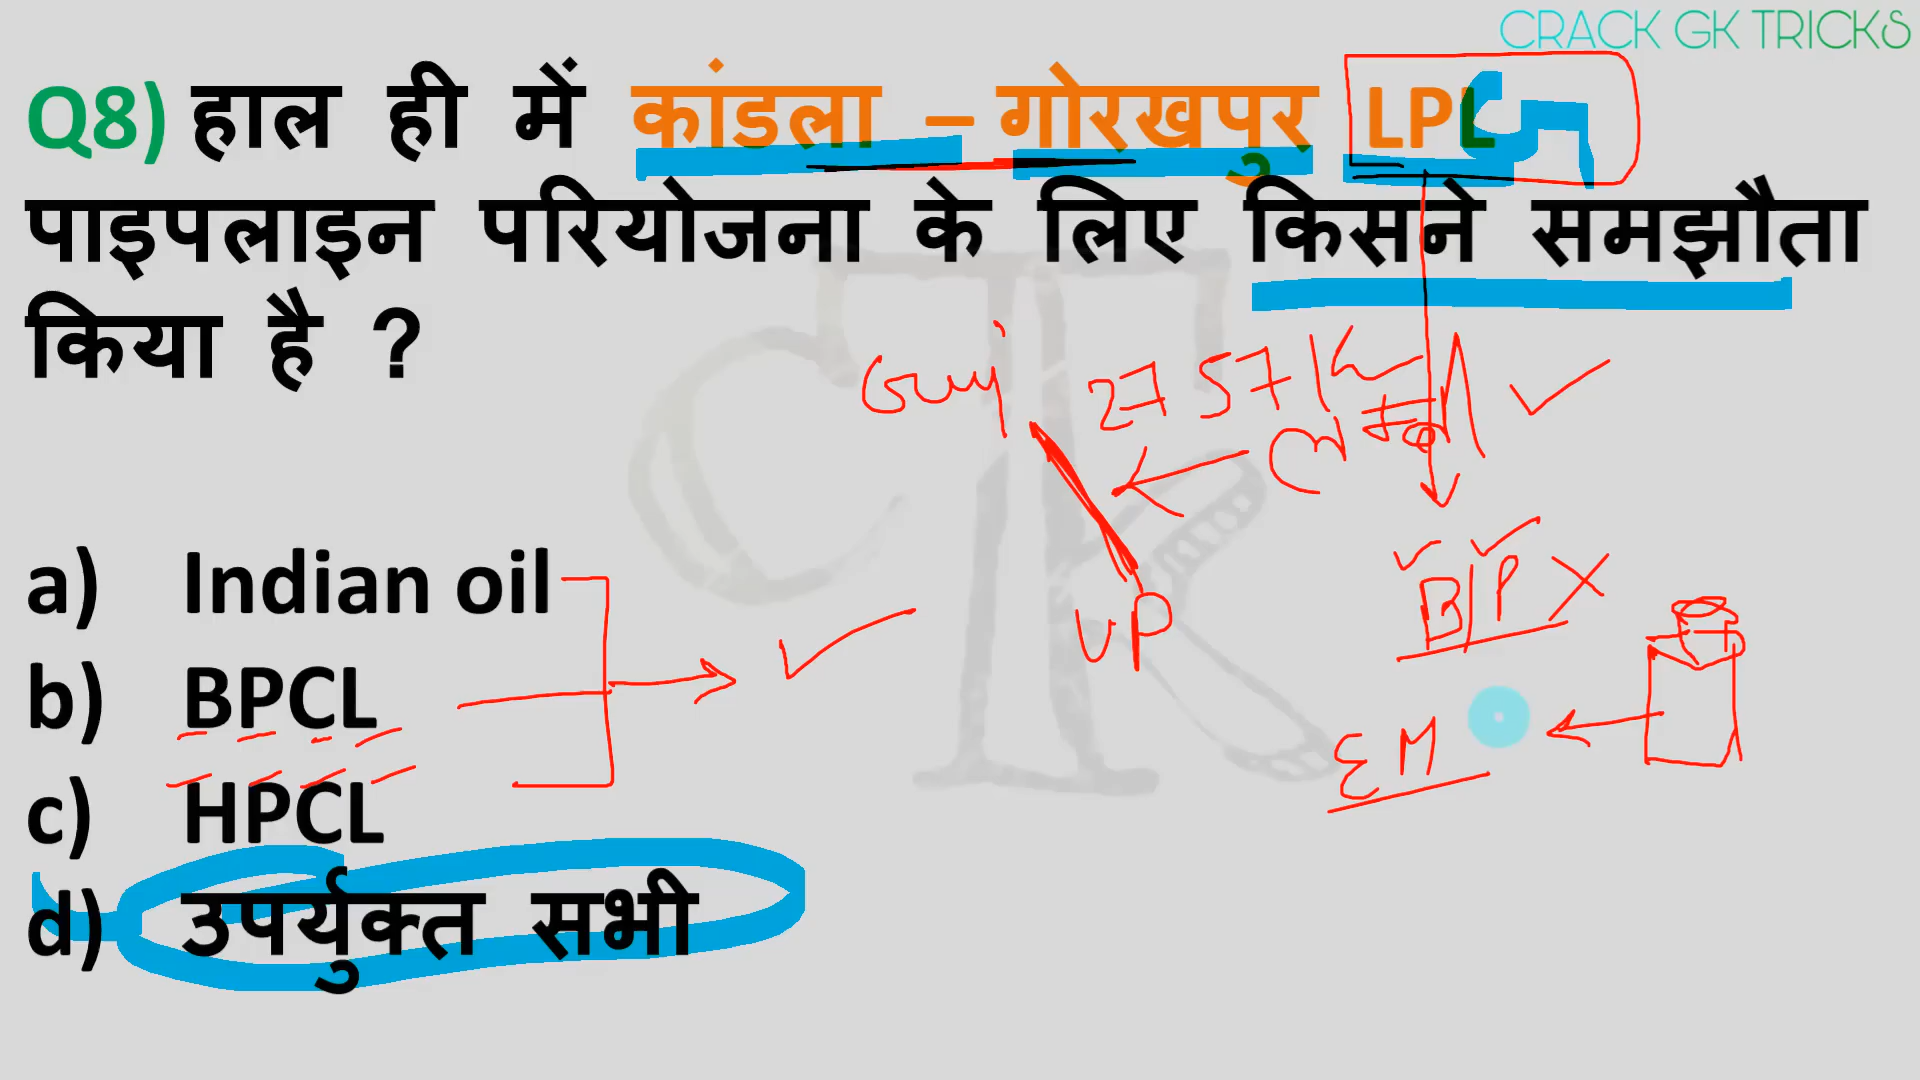 CRACK GK TRICKS
Q8) हाल ही में कांडला – गोरखपुर LPL
पाइपलाइन परियोजना के लिए किसने समझौता
किया है ?
Guj 2757 K
UP
B P
EM
a) Indian oil
b) BPCL
c) HPCL
d) उपर्युक्त सभी